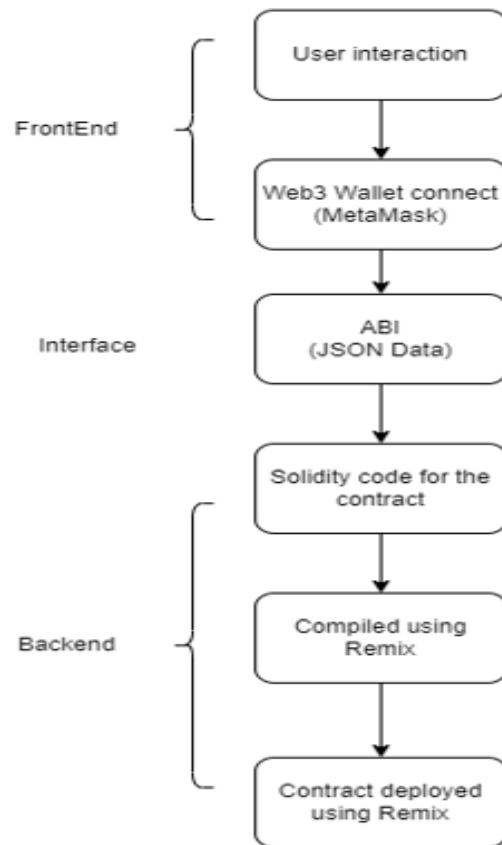 User interaction
FrontEnd
Web3 Wallet connect
(MetaMask)
Interface
ABI
(JSON Data)
Solidity code for the
contract
Backend
Compiled using
Remix
Contract deployed
using Remix